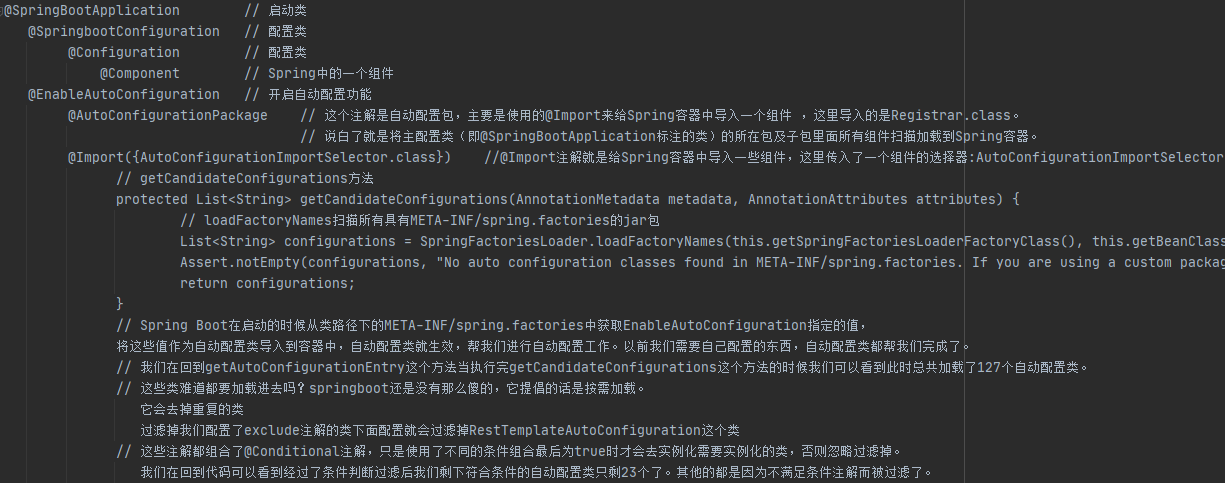 @SpringBootApplication // 启动类
@SpringbootConfiguration // 配置类
@Configuration // 配置类
@Component // Spring中的一个组件
@EnableAutoConfiguration // 开启自动配置功能
@AutoConfigurationPackage // 这个注解是自动配置包，主要是使用的@Import来给Spring容器中导入一个组件 ，这里导入的是Registrar.class。
// 说白了就是将主配置类（即@SpringBootApplication标注的类）的所在包及子包里面所有组件扫描加载到Spring容器。
@Import({AutoConfigurationImportSelector.class}) //@Import注解就是给Spring容器中导入一些组件，这里传入了一个组件的选择器:AutoConfigurationImportSelector
// getCandidateConfigurations方法
protected List<String> getCandidateConfigurations(AnnotationMetadata metadata, AnnotationAttributes attributes) {
// loadFactoryNames扫描所有具有META-INF/spring.factories的jar包
List<String> configurations = SpringFactoriesLoader.loadFactoryNames(this.getSpringFactoriesLoaderFactoryClass(), this.getBeanClass
Assert.notEmpty(configurations, "No auto configuration classes found in META-INF/spring.factories. If you are using a custom packag
return configurations;
}
// Spring Boot在启动的时候从类路径下的META-INF/spring.factories中获取EnableAutoConfiguration指定的值，
将这些值作为自动配置类导入到容器中，自动配置类就生效，帮我们进行自动配置工作。以前我们需要自己配置的东西，自动配置类都帮我们完成了。
// 我们在回到getAutoConfigurationEntry这个方法当执行完getCandidateConfigurations这个方法的时候我们可以看到此时总共加载了127个自动配置类。
// 这些类难道都要加载进去吗？springboot还是没有那么傻的，它提倡的话是按需加载。
它会去掉重复的类
过滤掉我们配置了exclude注解的类下面配置就会过滤掉RestTemplateAutoConfiguration这个类
// 这些注解都组合了@Conditional注解，只是使用了不同的条件组合最后为true时才会去实例化需要实例化的类，否则忽略过滤掉。
我们在回到代码可以看到经过了条件判断过滤后我们剩下符合条件的自动配置类只剩23个了。其他的都是因为不满足条件注解而被过滤了。